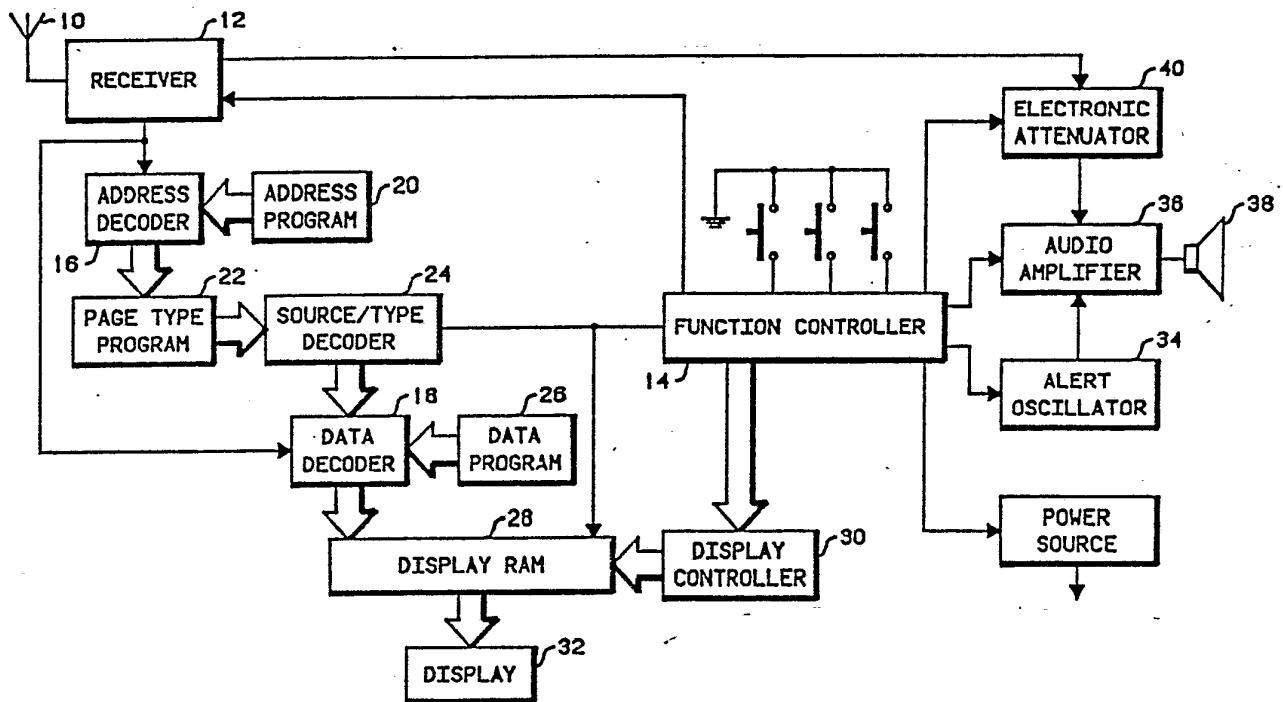 10
12
RECEIVER
40
ELECTRONIC
ATTENUATOR
ADDRESS
DECODER
16
ADDRESS
PROGRAM
20
36
38
AUDIO
AMPLIFIER
22
PAGE TYPE
PROGRAM
24
SOURCE/TYPE
DECODER
FUNCTION CONTROLLER
14
34
ALERT
OSCILLATOR
18
DATA
DECODER
26
DATA
PROGRAM
28
DISPLAY RAM
30
DISPLAY
CONTROLLER
POWER
SOURCE
32
DISPLAY